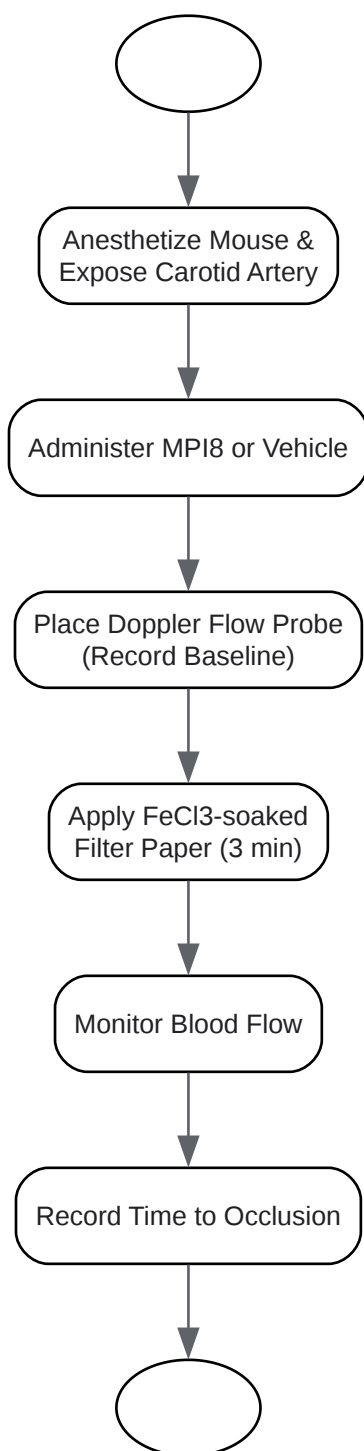 Anesthetize Mouse &
Expose Carotid Artery
Administer MPI8 or Vehicle
Place Doppler Flow Probe
(Record Baseline)
Apply FeCl3-soaked
Filter Paper (3 min)
Monitor Blood Flow
Record Time to Occlusion